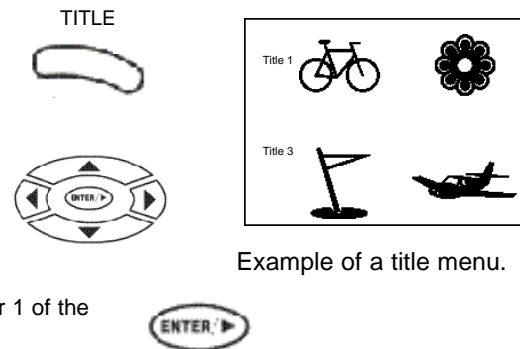 TITLE
Title 1
Title 3
ENTER/►
Example of a title menu.
r 1 of the
ENTER/►